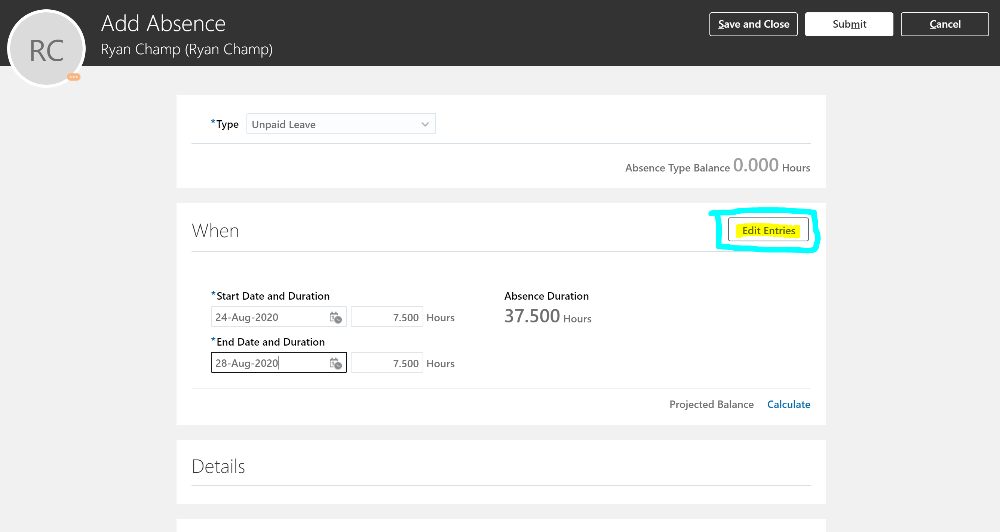 RC
Add Absence
Ryan Champ (Ryan Champ)
Save and Close
Submit
Cancel
*Type
Unpaid Leave
Absence Type Balance 0.000 Hours
When
Edit Entries
*Start Date and Duration
24-Aug-2020
7.500 Hours
Absence Duration
37.500 Hours
*End Date and Duration
28-Aug-2020
7.500 Hours
Projected Balance
Calculate
Details